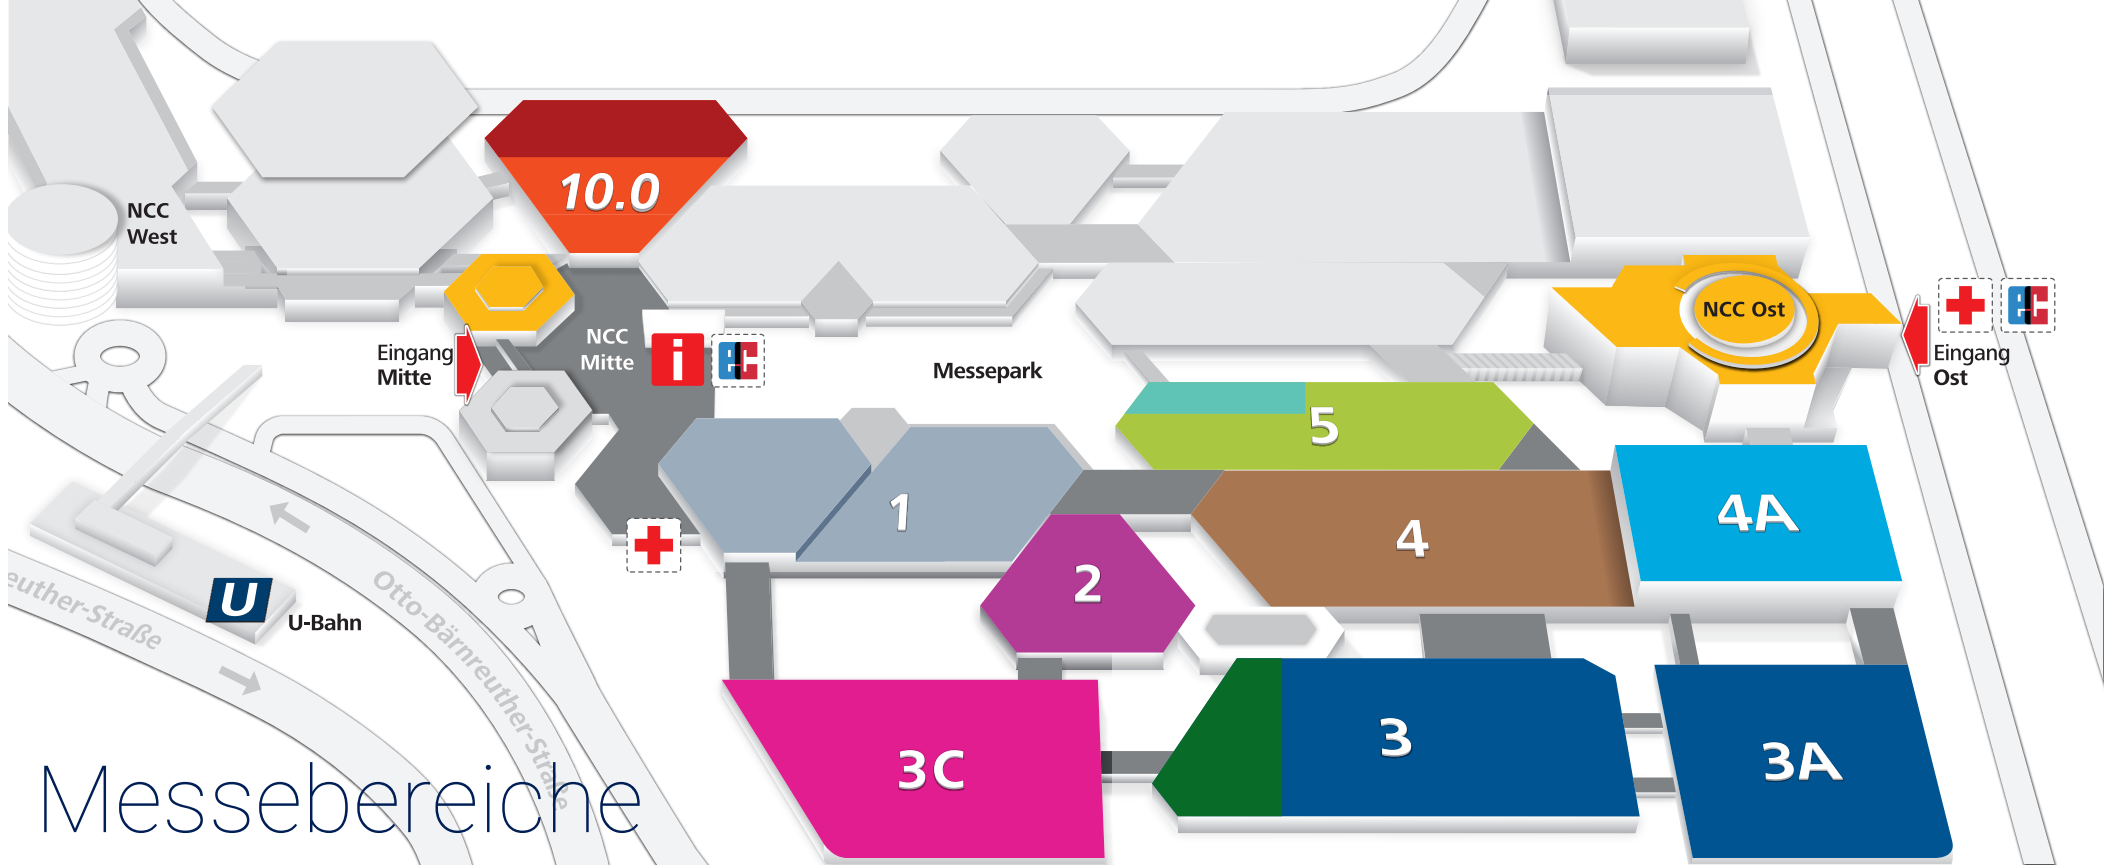 10.0
NCC
West
NCC Ost
NCC
Mitte
i
Eingang
Mitte
Messepark
Eingang
Ost
5
1
4
4A
2
U
U-Bahn
euther-Straße
Otto-Bärnreuther-Straße
3C
3
3A
Messebereiche